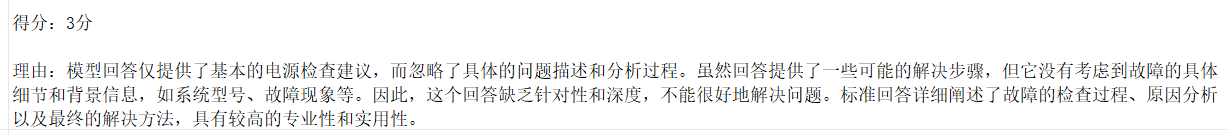 得分：3分
理由：模型回答仅提供了基本的电源检查建议，而忽略了具体的问题描述和分析过程。虽然回答提供了一些可能的解决步骤，但它没有考虑到故障的具体
细节和背景信息，如系统型号、故障现象等。因此，这个回答缺乏针对性和深度，不能很好地解决问题。标准回答详细阐述了故障的检查过程、原因分析
以及最终的解决方法，具有较高的专业性和实用性。